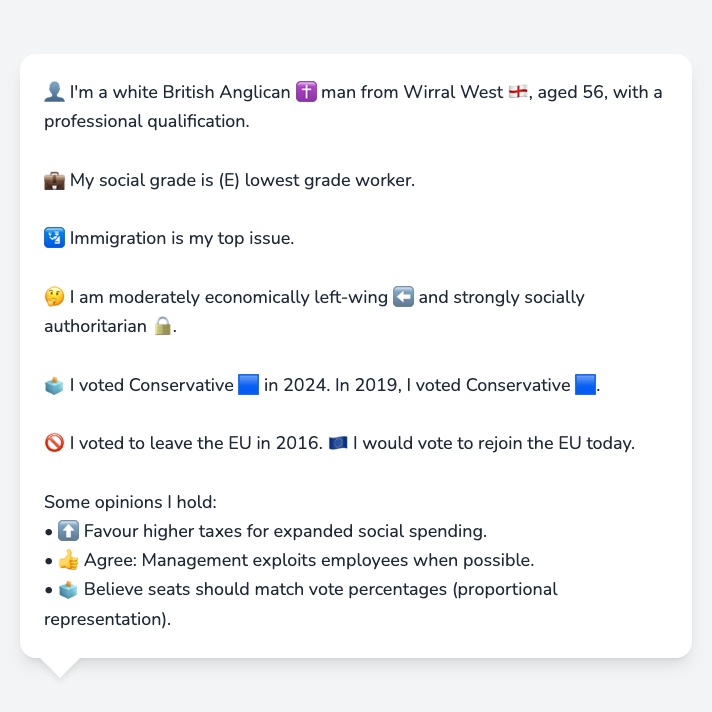 👤 I'm a white British Anglican ✝️ man from Wirral West 🏴󠁧󠁢󠁥󠁮󠁧󠁿, aged 56, with a
professional qualification.
💼 My social grade is (E) lowest grade worker.
🛂 Immigration is my top issue.
🤔 I am moderately economically left-wing ⬅️ and strongly socially
authoritarian 🔒.
🗳️ I voted Conservative 🟦 in 2024. In 2019, I voted Conservative 🟦.
🚫 I voted to leave the EU in 2016. 🇪🇺 I would vote to rejoin the EU today.
Some opinions I hold:
• ⬆️ Favour higher taxes for expanded social spending.
• 👍 Agree: Management exploits employees when possible.
• 🗳️ Believe seats should match vote percentages (proportional
representation).